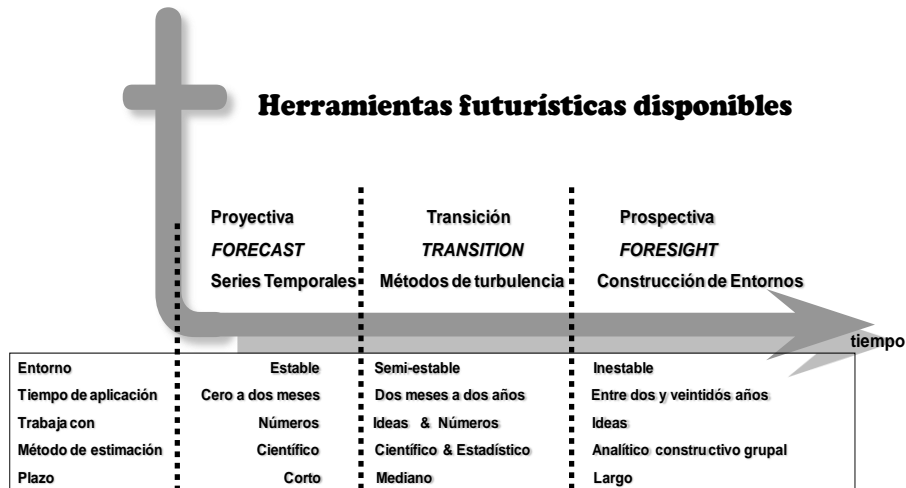 Herramientas futurísticas disponibles
Proyectiva Transición Prospectiva
FORECAST TRANSITION FORESIGHT
Series Temporales Métodos de turbulencia Construcción de Entornos
tiempo
Entorno Estable Semi-estable Inestable
Tiempo de aplicación Cero a dos meses Dos meses a dos años Entre dos y veintidós años
Trabaja con Números Ideas & Números Ideas
Método de estimación Científico Científico & Estadístico Analítico constructivo grupal
Plazo Corto Mediano Largo